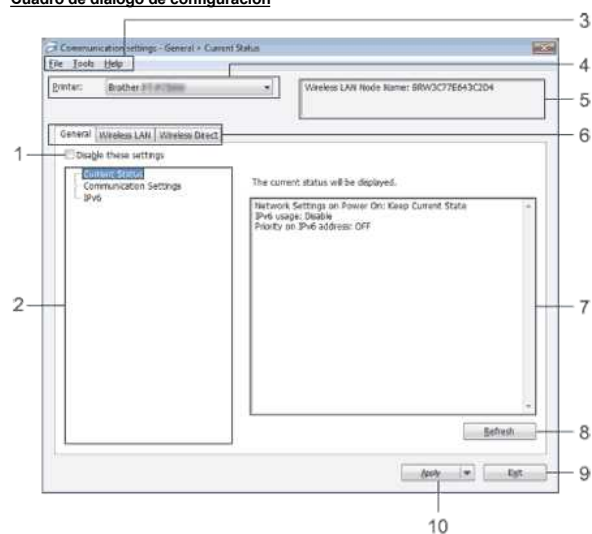 Cuadro de diálogo de configuración
3
Communication settings - General > Current Status
File Tools Help
4
Printer: Brother
Wireless LAN Node Name: BRW3C77E643C2D4
5
General Wireless LAN Wireless Direct
6
1
Disable these settings
Current Status
Communication Settings
IPv6
The current status will be displayed.
Network Settings on Power On: Keep Current State
IPv6 usage: Disable
Priority on IPv6 address: OFF
2
7
Refresh
8
Apply
Exit
9
10